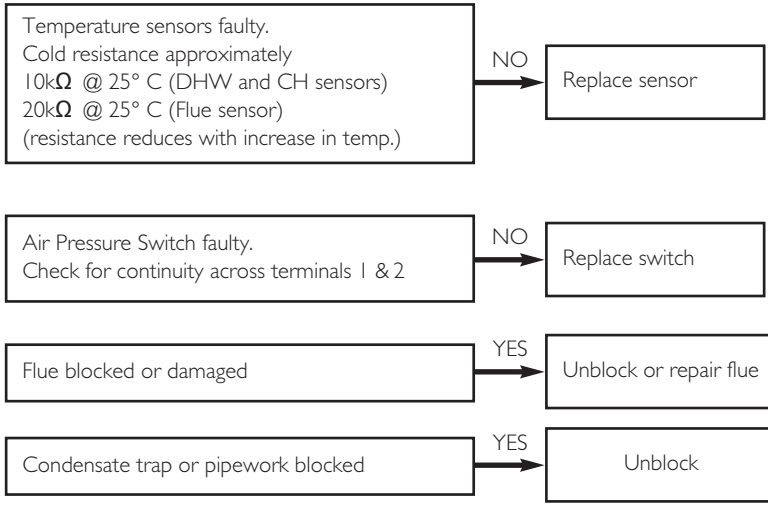 Temperature sensors faulty.
Cold resistance approximately
10kΩ @ 25° C (DHW and CH sensors)
20kΩ @ 25° C (Flue sensor)
(resistance reduces with increase in temp.)
NO
Replace sensor
Air Pressure Switch faulty.
Check for continuity across terminals 1 & 2
NO
Replace switch
Flue blocked or damaged
YES
Unblock or repair flue
Condensate trap or pipework blocked
YES
Unblock